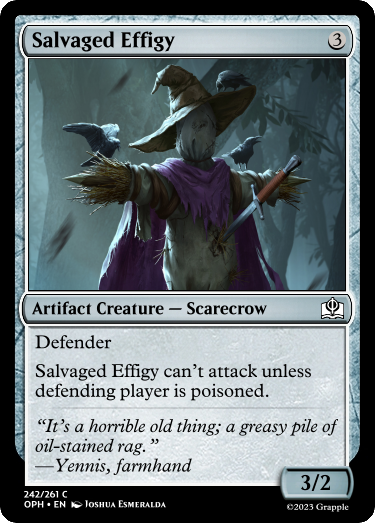 Salvaged Effigy 3
Artifact Creature — Scarecrow
Defender
Salvaged Effigy can't attack unless
defending player is poisoned.
“It's a horrible old thing; a greasy pile of
oil-stained rag.”
—Yennis, farmhand
3/2
242/261 C
OPH • EN Joshua Esmeralda
©2023 Grapple